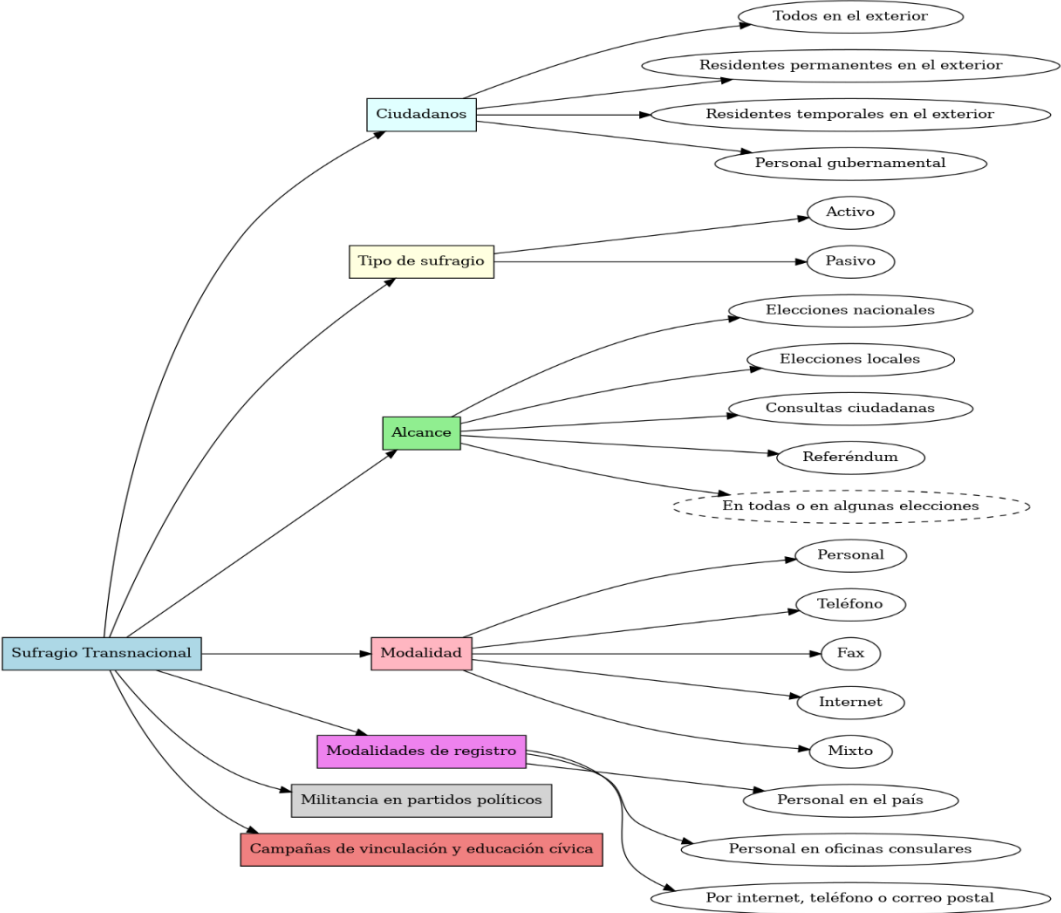 Todos en el exterior
Residentes permanentes en el exterior
Ciudadanos
Residentes temporales en el exterior
Personal gubernamental
Activo
Tipo de sufragio
Pasivo
Elecciones nacionales
Elecciones locales
Consultas ciudadanas
Alcance
Referéndum
En todas o en algunas elecciones
Personal
Teléfono
Sufragio Transnacional
Modalidad
Fax
Internet
Mixto
Modalidades de registro
Militancia en partidos políticos
Personal en el país
Campañas de vinculación y educación cívica
Personal en oficinas consulares
Por internet, teléfono o correo postal